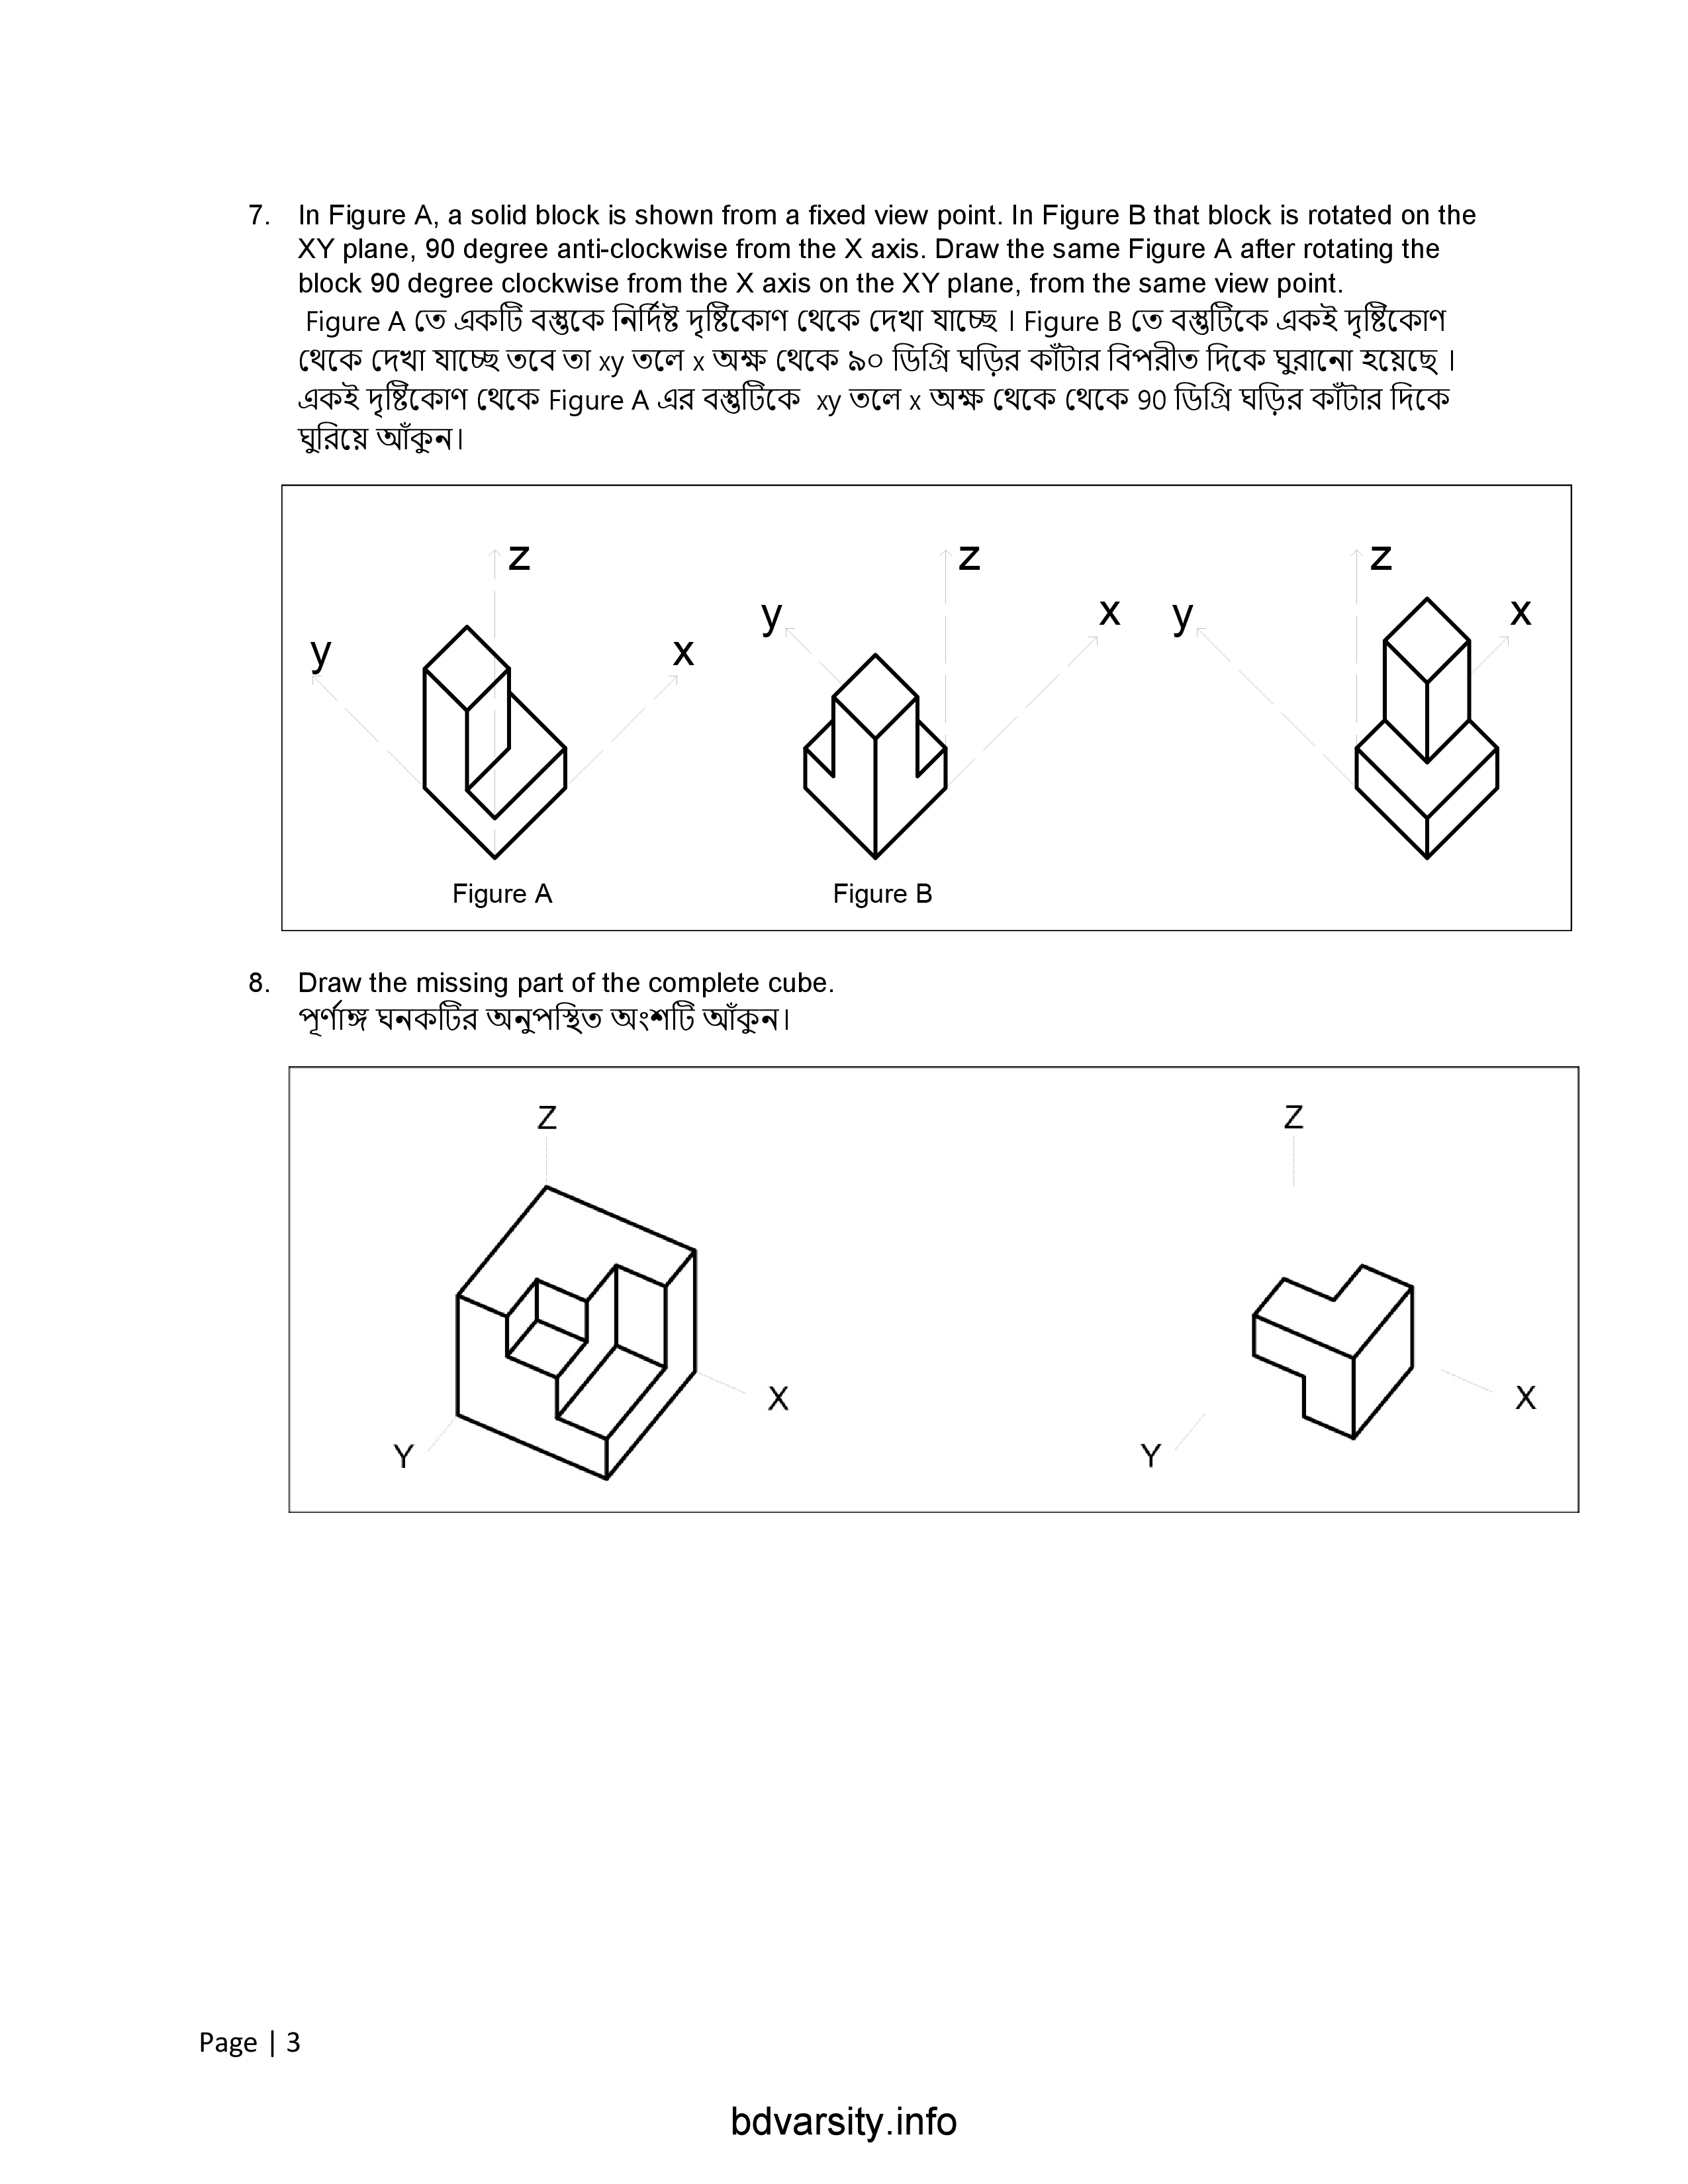 7. In Figure A, a solid block is shown from a fixed view point. In Figure B that block is rotated on the
XY plane, 90 degree anti-clockwise from the X axis. Draw the same Figure A after rotating the
block 90 degree clockwise from the X axis on the XY plane, from the same view point.
Figure A তে একটি বস্তুকে নির্দিষ্ট দৃষ্টিকোণ থেকে দেখা যাচ্ছে । Figure B তে বস্তুটিকে একই দৃষ্টিকোণ
থেকে দেখা যাচ্ছে তবে তা xy তলে x অক্ষ থেকে ৯০ ডিগ্রি ঘড়ির কাঁটার বিপরীত দিকে ঘুরানো হয়েছে ।
একই দৃষ্টিকোণ থেকে Figure A এর বস্তুটিকে xy তলে x অক্ষ থেকে থেকে 90 ডিগ্রি ঘড়ির কাঁটার দিকে
ঘুরিয়ে আঁকুন।
z z z
y x y x y x
Figure A Figure B
8. Draw the missing part of the complete cube.
পূর্ণাঙ্গ ঘনকটির অনুপস্থিত অংশটি আঁকুন।
Z Z
X X
Y Y
Page | 3
bdvarsity.info